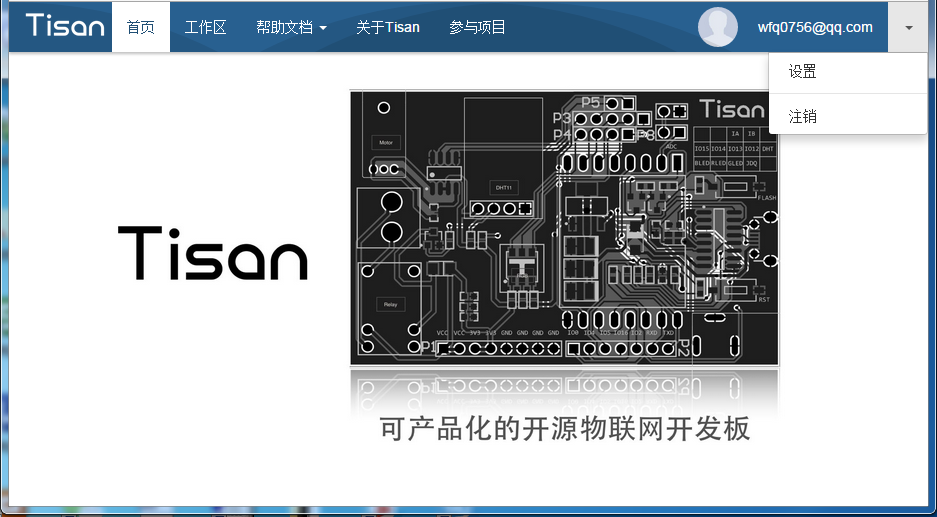 Tisan 首页 工作区 帮助文档 关于Tisan 参与项目 wfq0756@qq.com
设置
注销
Tisan
P5
P3
P4
Tisan
IA IB
IO15 IO14 IO13 IO12 DHT
BLED RLED GLED JDQ
ADC
Motor
DHT11
FLASH
Tisan
Relay
RST
VCC VCC 3V3 3V3 GND GND GND GND IO0 IO4 IO5 IO16 IO2 RXD TXD
P1
P2
可产品化的开源物联网开发板